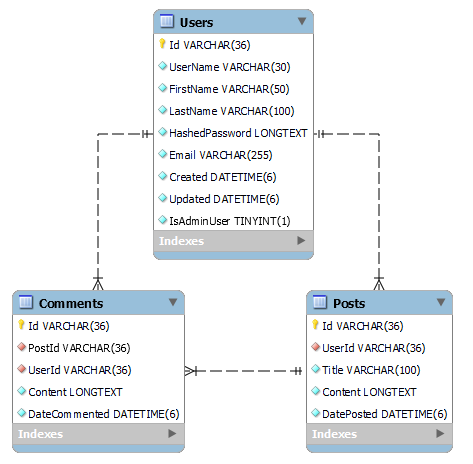 Users
Id VARCHAR(36)
UserName VARCHAR(30)
FirstName VARCHAR(50)
LastName VARCHAR(100)
HashedPassword LONGTEXT
Email VARCHAR(255)
Created DATETIME(6)
Updated DATETIME(6)
IsAdminUser TINYINT(1)
Indexes
Comments
Id VARCHAR(36)
PostId VARCHAR(36)
UserId VARCHAR(36)
Content LONGTEXT
DateCommented DATETIME(6)
Indexes
Posts
Id VARCHAR(36)
UserId VARCHAR(36)
Title VARCHAR(100)
Content LONGTEXT
DatePosted DATETIME(6)
Indexes